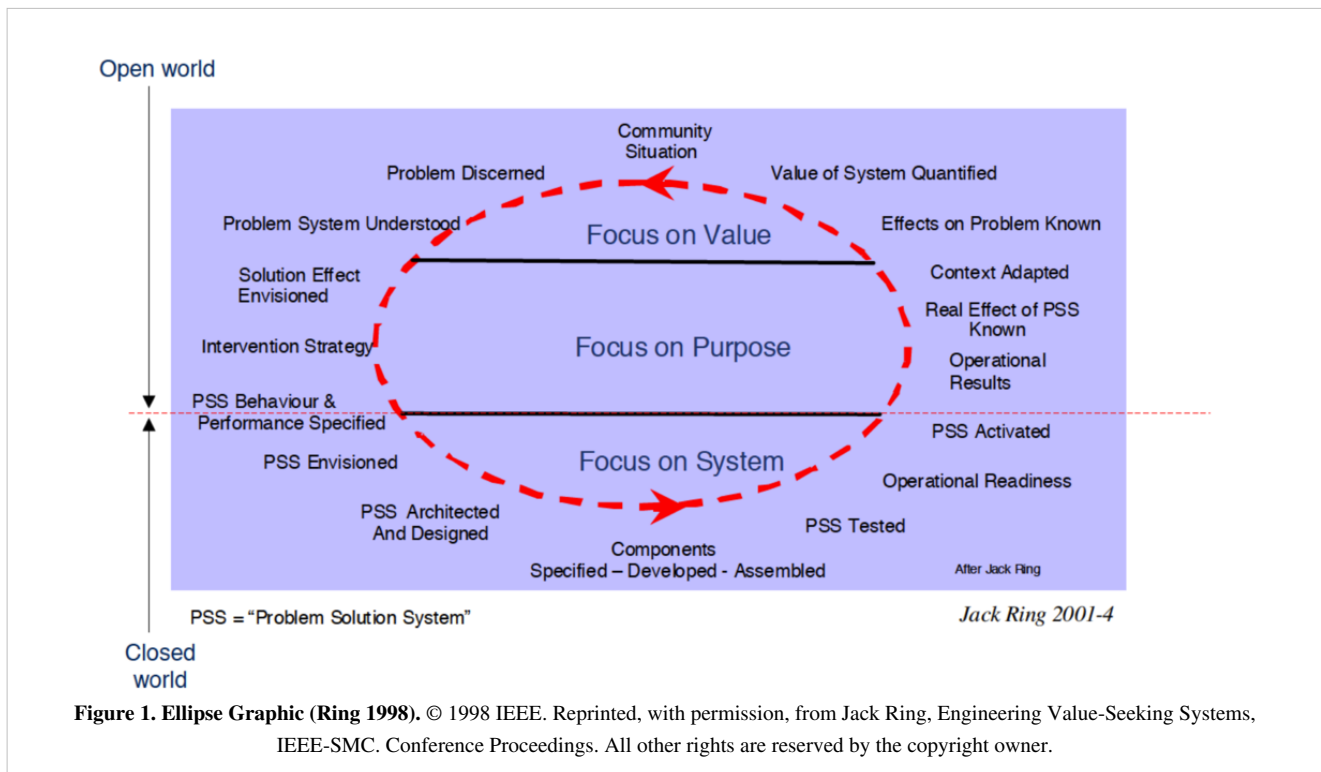 Open world
Community
Situation
Problem Discerned
Value of System Quantified
Problem System Understood
Focus on Value
Effects on Problem Known
Solution Effect
Envisioned
Context Adapted
Real Effect of PSS
Known
Intervention Strategy
Focus on Purpose
Operational
Results
PSS Behaviour &
Performance Specified
PSS Activated
PSS Envisioned
Focus on System
Operational Readiness
PSS Architected
And Designed
PSS Tested
Components
Specified – Developed - Assembled
After Jack Ring
PSS = “Problem Solution System”
Jack Ring 2001-4
Closed
world
Figure 1. Ellipse Graphic (Ring 1998). © 1998 IEEE. Reprinted, with permission, from Jack Ring, Engineering Value-Seeking Systems,
IEEE-SMC. Conference Proceedings. All other rights are reserved by the copyright owner.